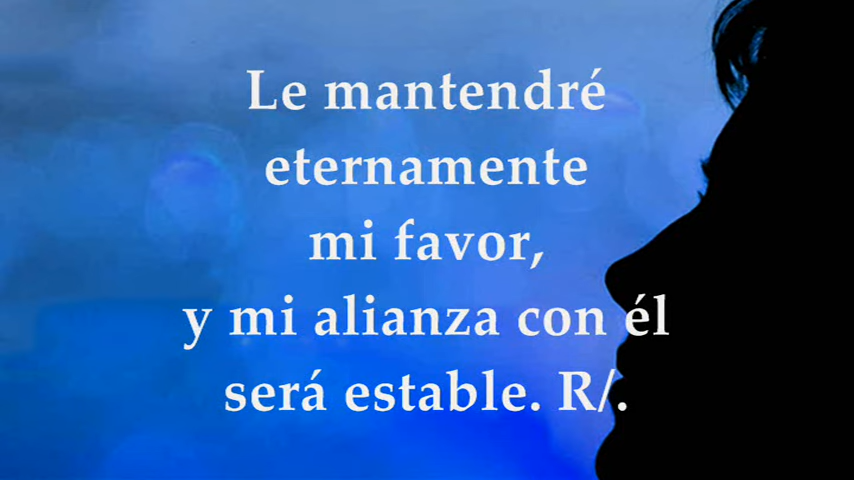 Le mantendré
eternamente
mi favor,
y mi alianza con él
será estable. R/.